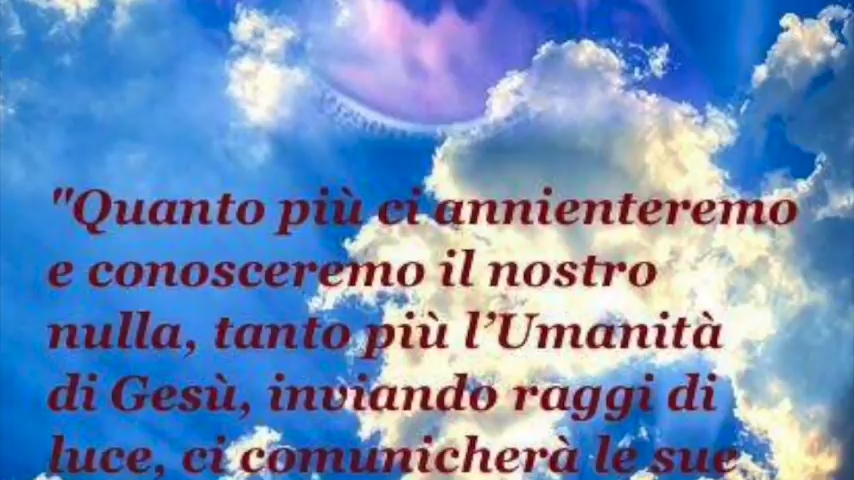 "Quanto più ci annienteremo
e conosceremo il nostro
nulla, tanto più l’Umanità
di Gesù, inviando raggi di
luce, ci comunicherà le sue